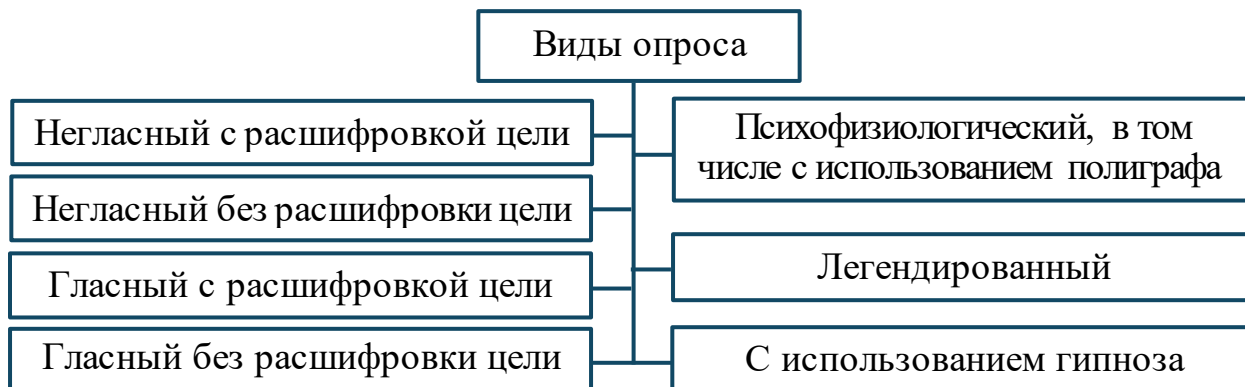 Виды опроса
Негласный с расшифровкой цели
Негласный без расшифровки цели
Гласный с расшифровкой цели
Гласный без расшифровки цели
Психофизиологический, в том
числе с использованием полиграфа
Легендированный
С использованием гипноза